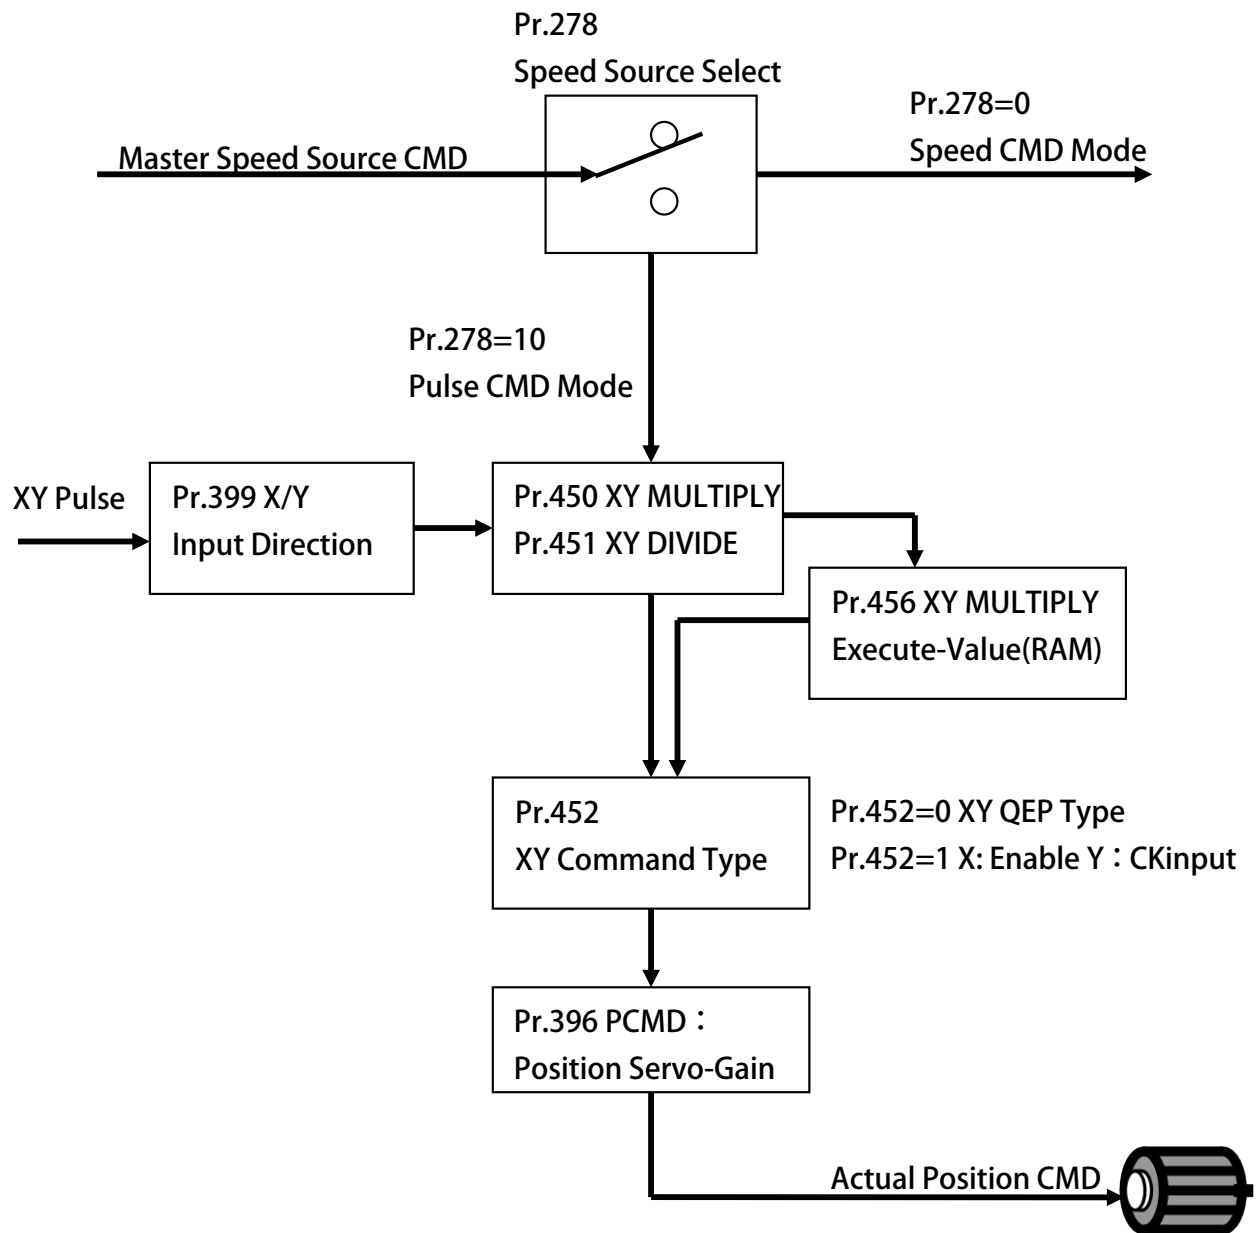 Pr.278
Speed Source Select
Pr.278=0
Speed CMD Mode
Master Speed Source CMD
Pr.278=10
Pulse CMD Mode
XY Pulse
Pr.399 X/Y
Input Direction
Pr.450 XY MULTIPLY
Pr.451 XY DIVIDE
Pr.456 XY MULTIPLY
Execute-Value(RAM)
Pr.452
XY Command Type
Pr.452=0 XY QEP Type
Pr.452=1 X: Enable Y：CKinput
Pr.396 PCMD：
Position Servo-Gain
Actual Position CMD